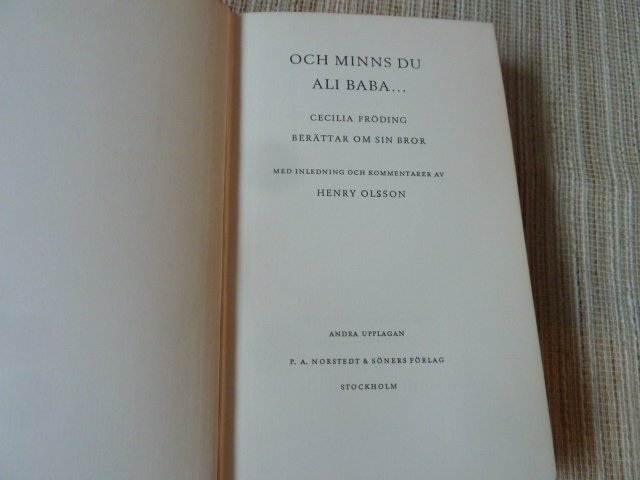 OCH MINNS DU
ALI BABA...
CECILIA FRÖDING
BERÄTTAR OM SIN BROR
MED INLEDNING OCH KOMMENTARER AV
HENRY OLSSON
ANDRA UPPLAGAN
P. A. NORSTEDT & SÖNERS FÖRLAG
STOCKHOLM